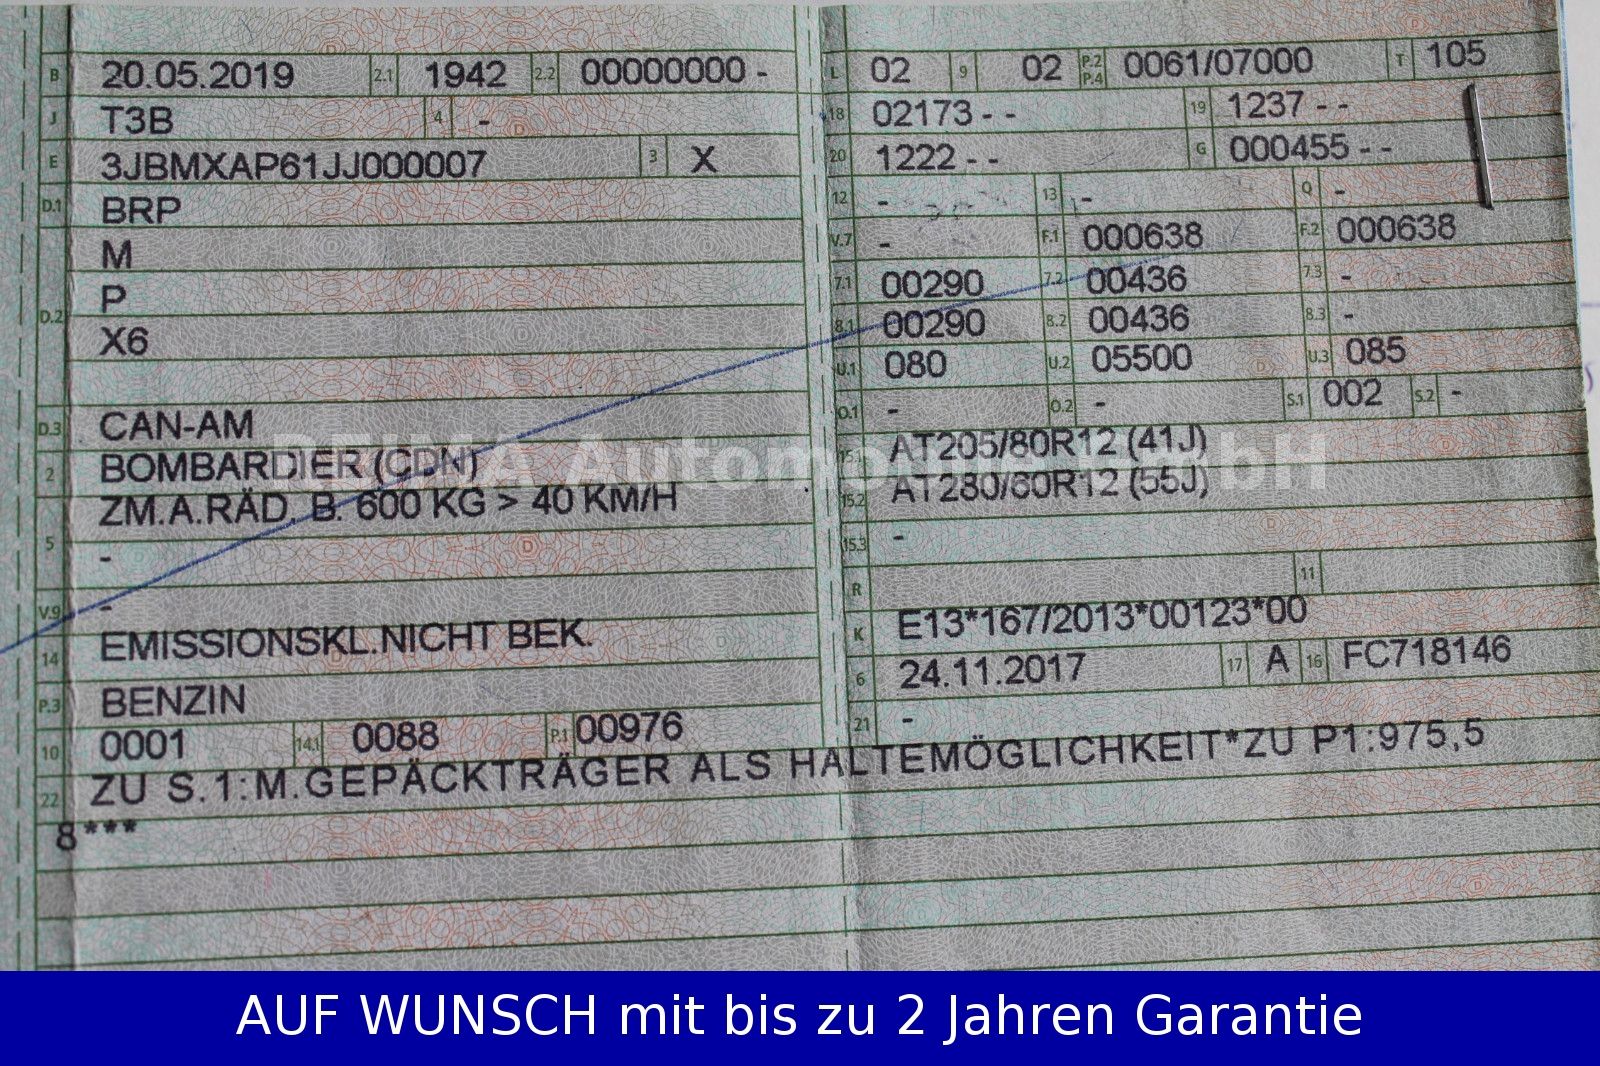 B 20.05.2019 2.1 1942 2.2 00000000 -
J T3B 4 -
E 3JBMXAP61JJ000007 3 X
D.1 BRP
M
D.2 P
X6
D.3 CAN-AM
2 BOMBARDIER (CDN)
ZM.A.RÄD. B. 600 KG > 40 KM/H
5 -
V.9 -
14 EMISSIONSKL.NICHT BEK.
P.3 BENZIN
10 0001 14.1 0088 P.1 00976
L 02 9 02 P.2 P.4 0061/07000 T 105
18 02173 - - 19 1237 - -
20 1222 - - G 000455 - -
12 - 13 - Q -
V.7 - F.1 000638 F.2 000638
7.1 00290 7.2 00436 7.3 -
8.1 00290 8.2 00436 8.3 -
U.1 080 U.2 05500 U.3 085
O.1 - O.2 - S.1 002 S.2 -
15.1 AT205/80R12 (41J)
15.2 AT280/60R12 (55J)
15.3 -
R 11
K E13*167/2013*00123*00
6 24.11.2017 17 A 16 FC718146
21 -
22 ZU S.1:M.GEPÄCKTRÄGER ALS HALTEMÖGLICHKEIT*ZU P1:975,5
8***
AUF WUNSCH mit bis zu 2 Jahren Garantie